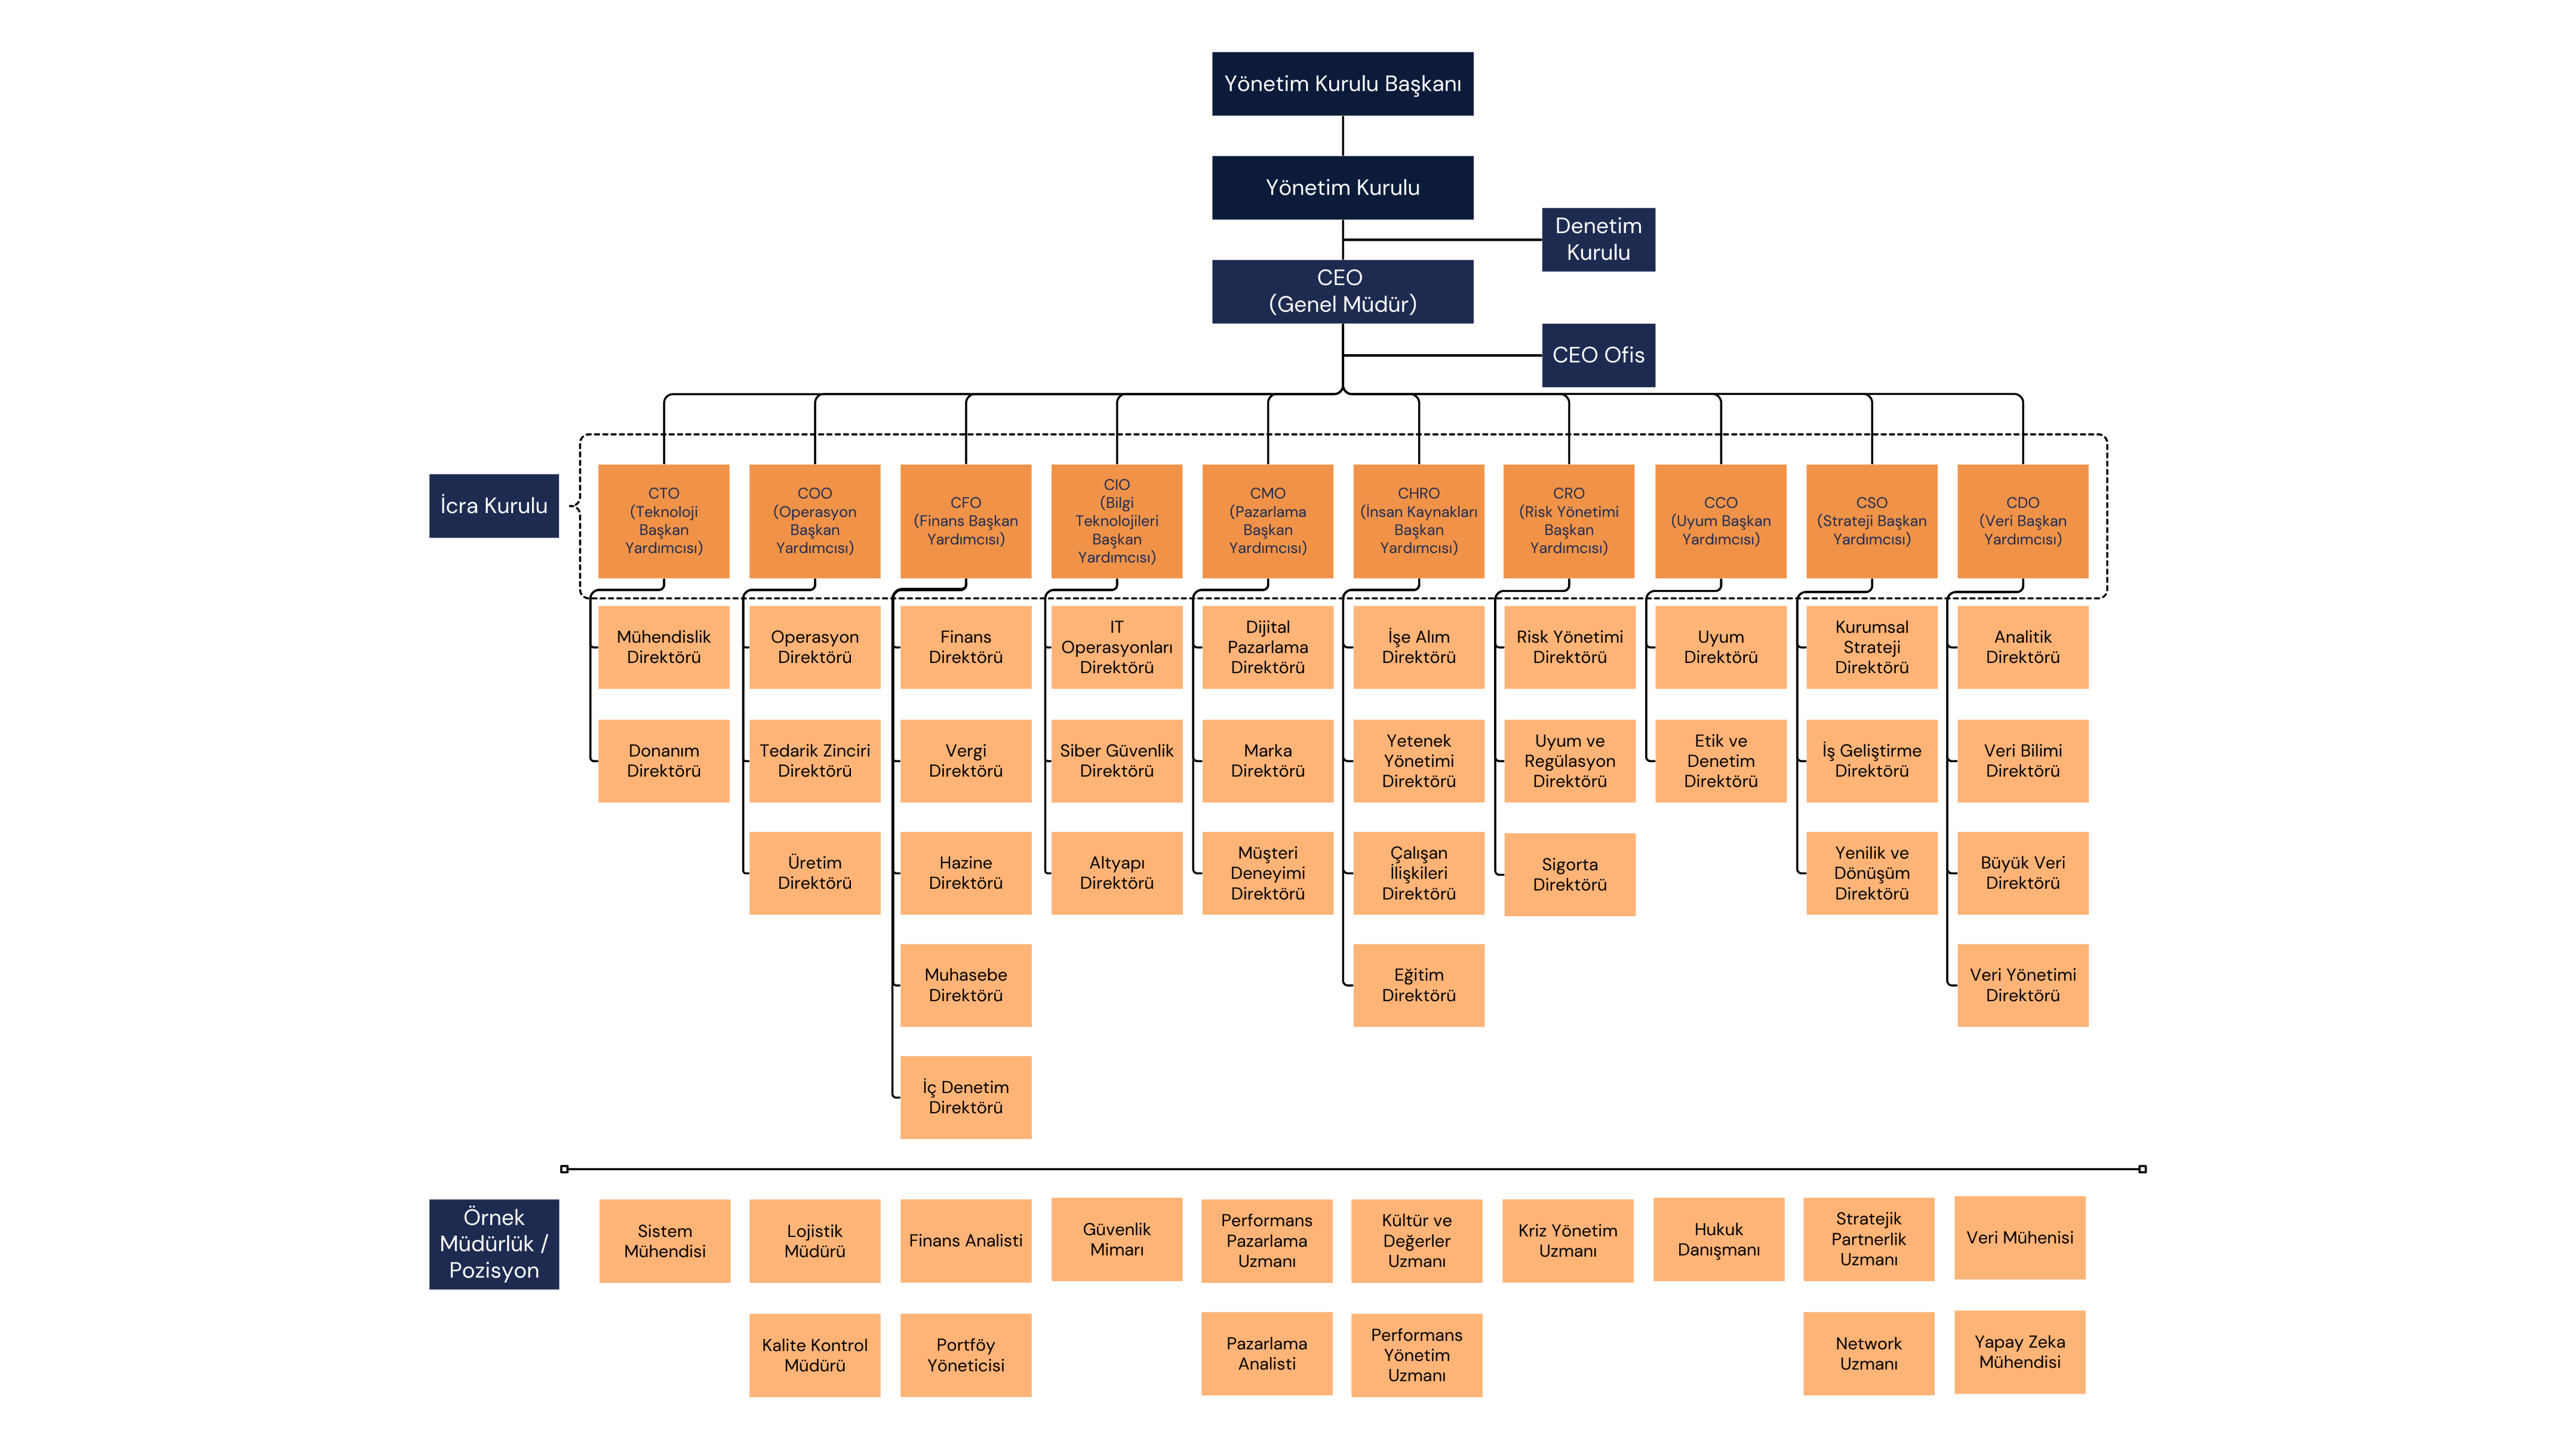 Yönetim Kurulu Başkanı
Yönetim Kurulu
Denetim
Kurulu
CEO
(Genel Müdür)
CEO Ofis
İcra Kurulu
CTO
(Teknoloji
Başkan
Yardımcısı)
COO
(Operasyon
Başkan
Yardımcısı)
CFO
(Finans Başkan
Yardımcısı)
CIO
(Bilgi
Teknolojileri
Başkan
Yardımcısı)
CMO
(Pazarlama
Başkan
Yardımcısı)
CHRO
(İnsan Kaynakları
Başkan
Yardımcısı)
CRO
(Risk Yönetimi
Başkan
Yardımcısı)
CCO
(Uyum Başkan
Yardımcısı)
CSO
(Strateji Başkan
Yardımcısı)
CDO
(Veri Başkan
Yardımcısı)
Mühendislik
Direktörü
Operasyon
Direktörü
Finans
Direktörü
IT
Operasyonları
Direktörü
Dijital
Pazarlama
Direktörü
İşe Alım
Direktörü
Risk Yönetimi
Direktörü
Uyum
Direktörü
Kurumsal
Strateji
Direktörü
Analitik
Direktörü
Donanım
Direktörü
Tedarik Zinciri
Direktörü
Vergi
Direktörü
Siber Güvenlik
Direktörü
Marka
Direktörü
Yetenek
Yönetimi
Direktörü
Uyum ve
Regülasyon
Direktörü
Etik ve
Denetim
Direktörü
İş Geliştirme
Direktörü
Veri Bilimi
Direktörü
Üretim
Direktörü
Hazine
Direktörü
Altyapı
Direktörü
Müşteri
Deneyimi
Direktörü
Çalışan
İlişkileri
Direktörü
Sigorta
Direktörü
Yenilik ve
Dönüşüm
Direktörü
Büyük Veri
Direktörü
Muhasebe
Direktörü
Eğitim
Direktörü
Veri Yönetimi
Direktörü
İç Denetim
Direktörü
Örnek
Müdürlük /
Pozisyon
Sistem
Mühendisi
Lojistik
Müdürü
Finans Analisti
Güvenlik
Mimarı
Performans
Pazarlama
Uzmanı
Kültür ve
Değerler
Uzmanı
Kriz Yönetim
Uzmanı
Hukuk
Danışmanı
Stratejik
Partnerlik
Uzmanı
Veri Mühenisi
Kalite Kontrol
Müdürü
Portföy
Yöneticisi
Pazarlama
Analisti
Performans
Yönetim
Uzmanı
Network
Uzmanı
Yapay Zeka
Mühendisi